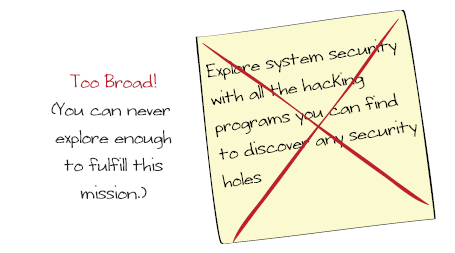 Too Broad!
(You can never
explore enough
to fulfill this
mission.)
Explore system security
with all the hacking
programs you can find
to discover any security
holes